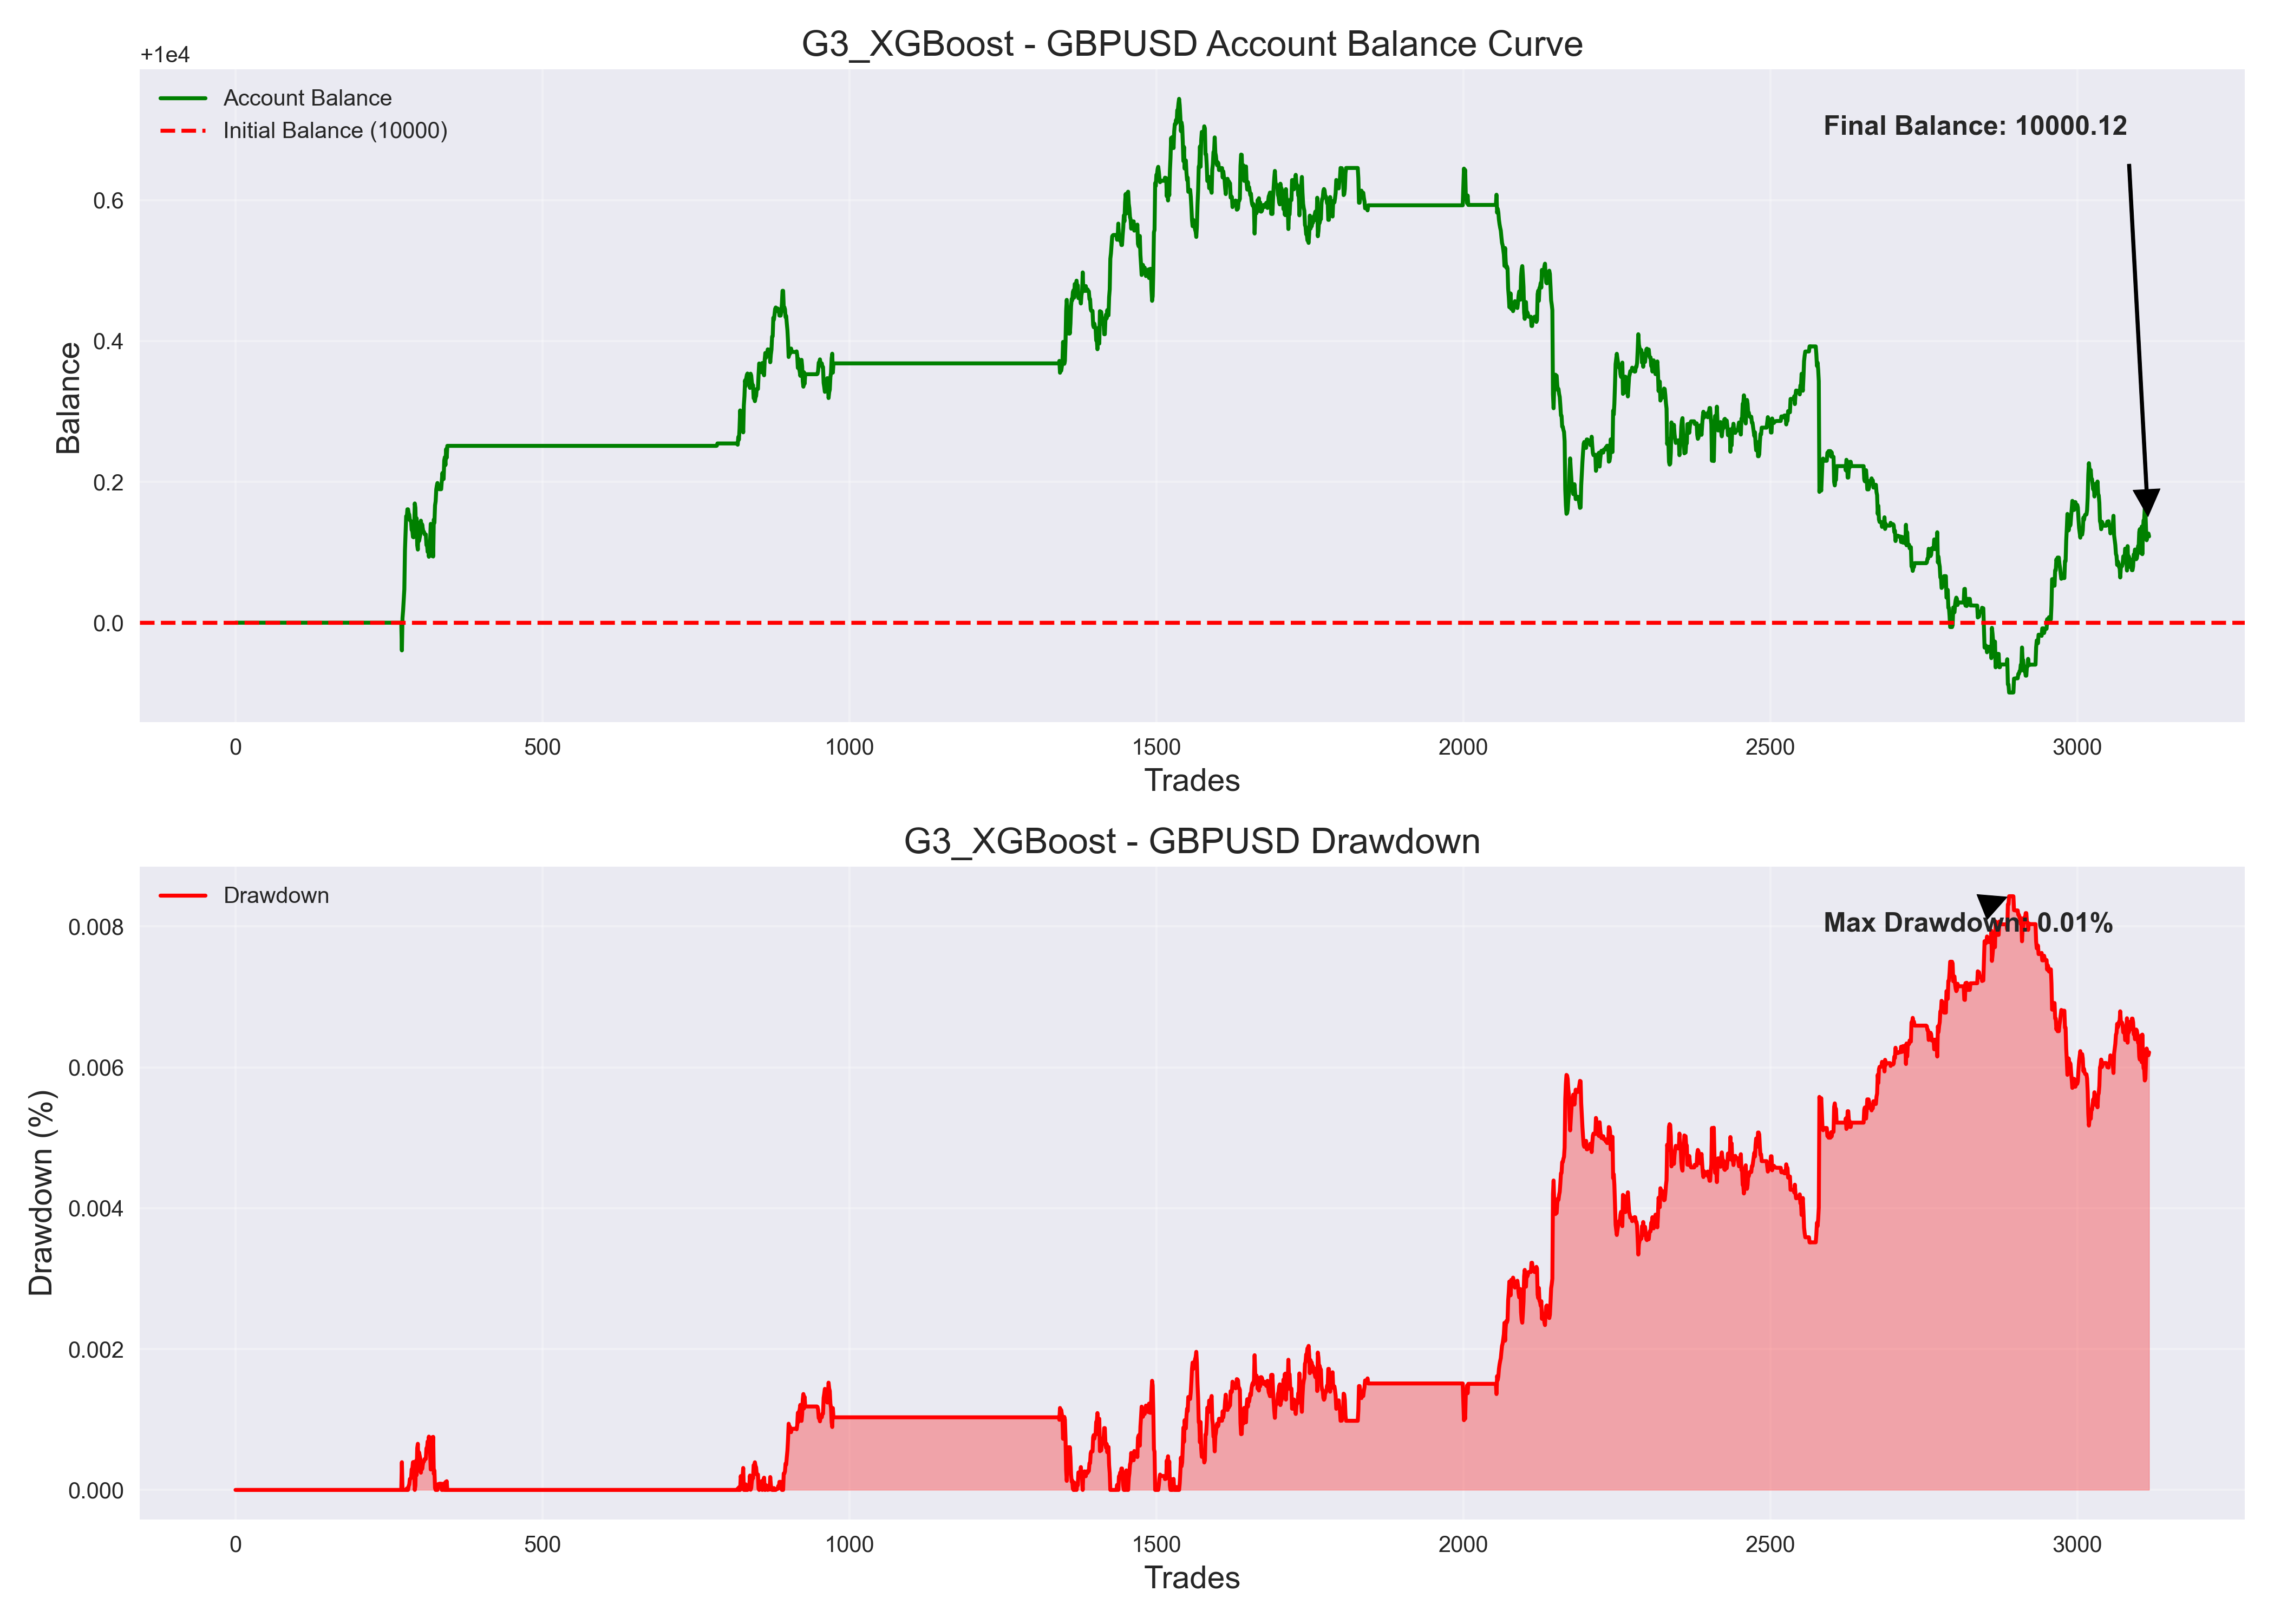 G3_XGBoost - GBPUSD Account Balance Curve
+1e4
Account Balance
Initial Balance (10000)
Final Balance: 10000.12
Balance
0.6
0.4
0.2
0.0
0 500 1000 1500 2000 2500 3000
Trades
G3_XGBoost - GBPUSD Drawdown
Drawdown
Max Drawdown: 0.01%
Drawdown (%)
0.008
0.006
0.004
0.002
0.000
0 500 1000 1500 2000 2500 3000
Trades